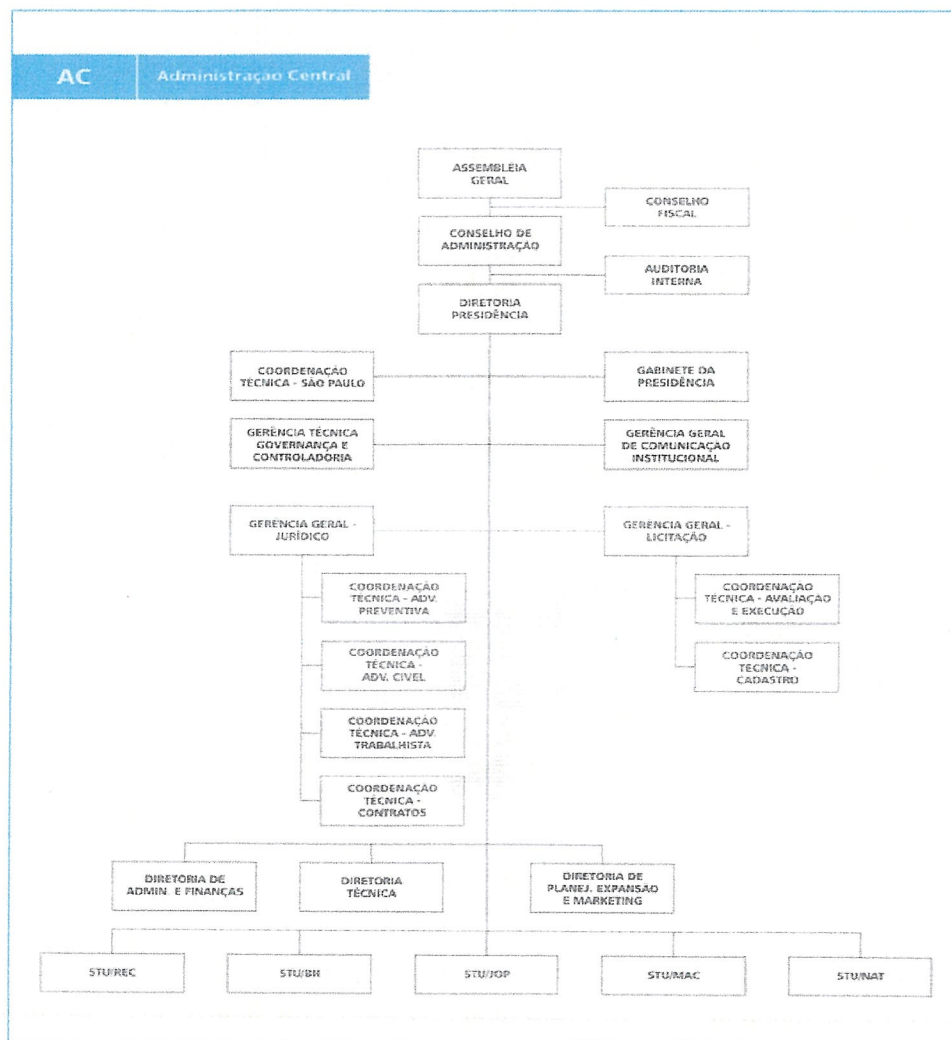 AC
Administração Central
ASSEMBLEIA
GERAL
CONSELHO
FISCAL
CONSELHO DE
ADMINISTRAÇÃO
AUDITORIA
INTERNA
DIRETORIA
PRESIDÊNCIA
COORDENAÇÃO
TÉCNICA - SÃO PAULO
GABINETE DA
PRESIDÊNCIA
GERÊNCIA TÉCNICA
GOVERNANÇA E
CONTROLADORIA
GERÊNCIA GERAL
DE COMUNICAÇÃO
INSTITUCIONAL
GERÊNCIA GERAL -
JURÍDICO
GERÊNCIA GERAL -
LICITAÇÃO
COORDENAÇÃO
TÉCNICA - ADV.
PREVENTIVA
COORDENAÇÃO
TÉCNICA - AVALIAÇÃO
E EXECUÇÃO
COORDENAÇÃO
TÉCNICA -
ADV. CIVEL
COORDENAÇÃO
TÉCNICA -
CADASTRO
COORDENAÇÃO
TÉCNICA - ADV.
TRABALHISTA
COORDENAÇÃO
TÉCNICA -
CONTRATOS
DIRETORIA DE
ADMIN. E FINANÇAS
DIRETORIA
TÉCNICA
DIRETORIA DE
PLANEJ. EXPANSÃO
E MARKETING
STU/REC
STU/BH
STU/JOP
STU/MAC
STU/NAT